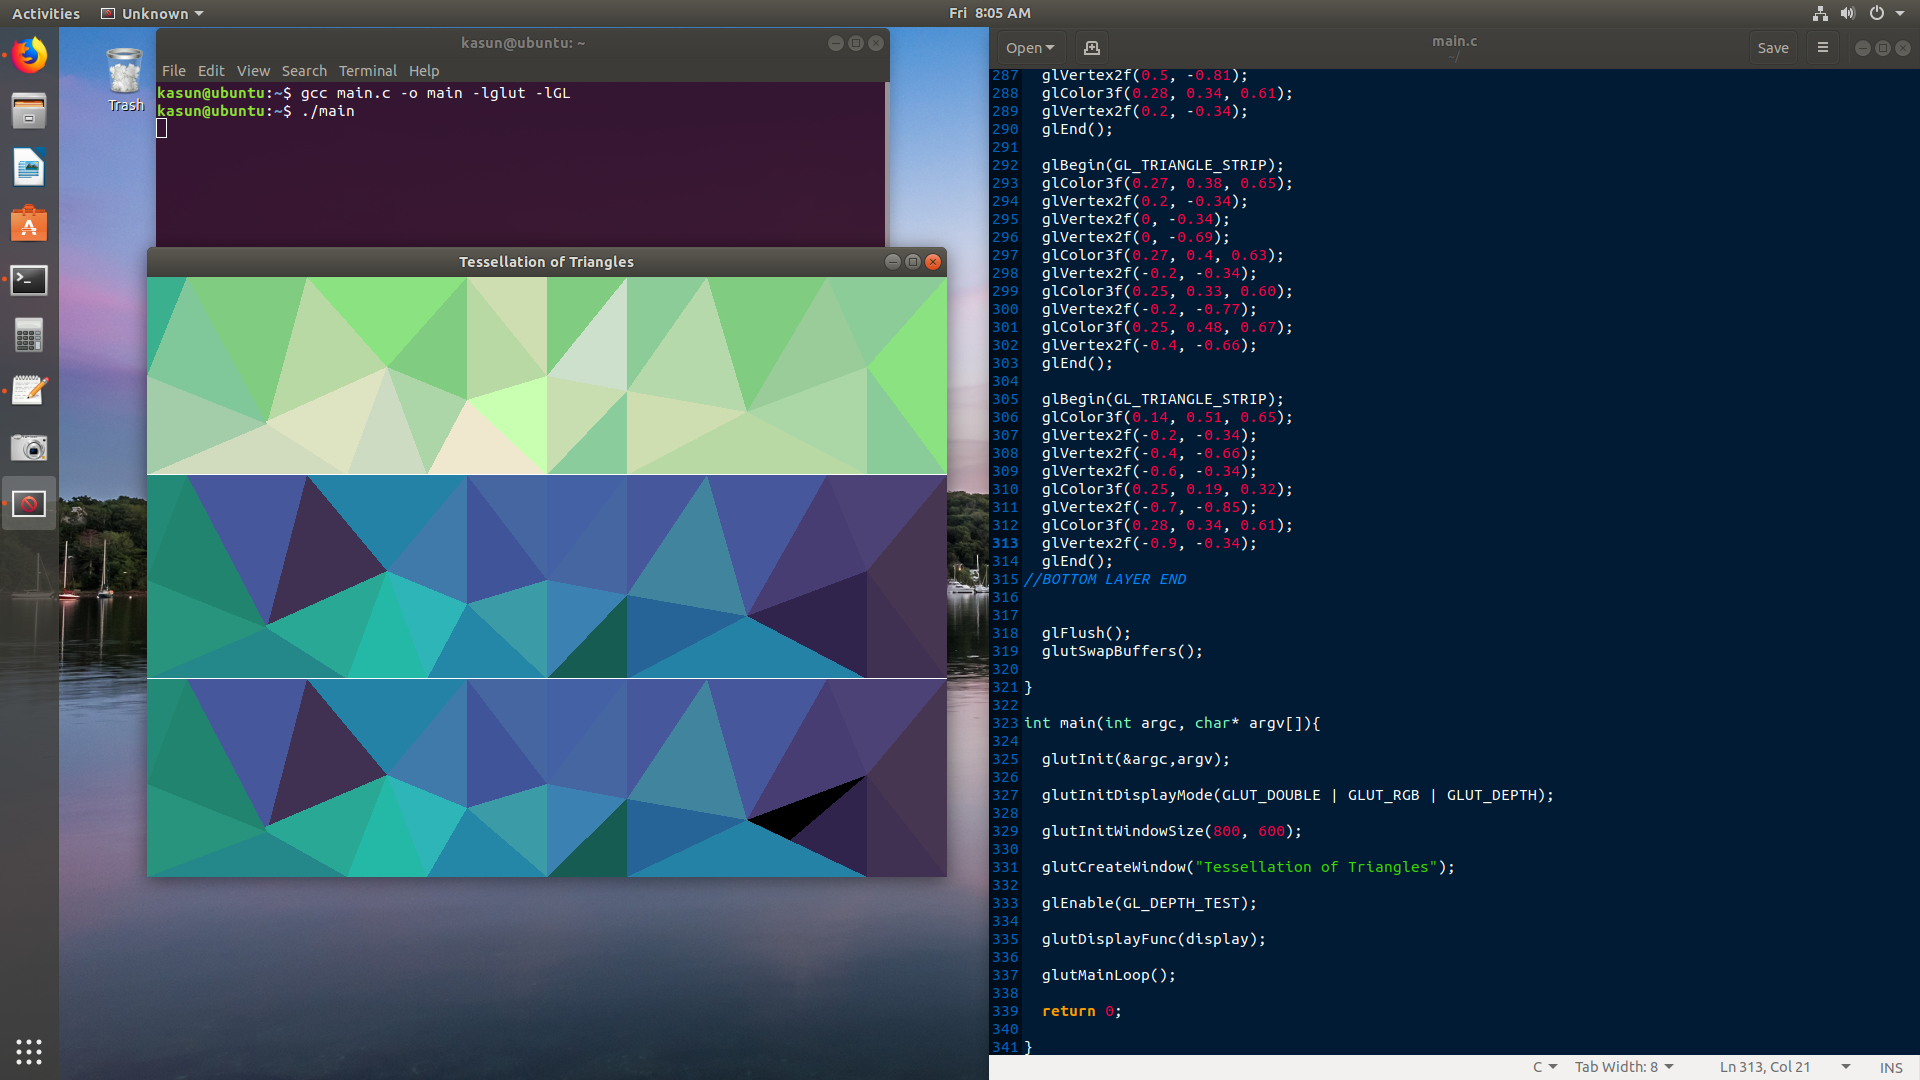 Activities
Unknown
Fri 8:05 AM
Trash
kasun@ubuntu: ~
File Edit View Search Terminal Help
kasun@ubuntu:~$ gcc main.c -o main -lglut -lGL
kasun@ubuntu:~$ ./main
Tessellation of Triangles
Open
main.c
~/
Save
287 glVertex2f(0.5, -0.81);
288 glColor3f(0.28, 0.34, 0.61);
289 glVertex2f(0.2, -0.34);
290 glEnd();
291
292 glBegin(GL_TRIANGLE_STRIP);
293 glColor3f(0.27, 0.38, 0.65);
294 glVertex2f(0.2, -0.34);
295 glVertex2f(0, -0.34);
296 glVertex2f(0, -0.69);
297 glColor3f(0.27, 0.4, 0.63);
298 glVertex2f(-0.2, -0.34);
299 glColor3f(0.25, 0.33, 0.60);
300 glVertex2f(-0.2, -0.77);
301 glColor3f(0.25, 0.48, 0.67);
302 glVertex2f(-0.4, -0.66);
303 glEnd();
304
305 glBegin(GL_TRIANGLE_STRIP);
306 glColor3f(0.14, 0.51, 0.65);
307 glVertex2f(-0.2, -0.34);
308 glVertex2f(-0.4, -0.66);
309 glVertex2f(-0.6, -0.34);
310 glColor3f(0.25, 0.19, 0.32);
311 glVertex2f(-0.7, -0.85);
312 glColor3f(0.28, 0.34, 0.61);
313 glVertex2f(-0.9, -0.34);
314 glEnd();
315 //BOTTOM LAYER END
316
317
318 glFlush();
319 glutSwapBuffers();
320
321 }
322
323 int main(int argc, char* argv[]){
324
325 glutInit(&argc,argv);
326
327 glutInitDisplayMode(GLUT_DOUBLE | GLUT_RGB | GLUT_DEPTH);
328
329 glutInitWindowSize(800, 600);
330
331 glutCreateWindow("Tessellation of Triangles");
332
333 glEnable(GL_DEPTH_TEST);
334
335 glutDisplayFunc(display);
336
337 glutMainLoop();
338
339 return 0;
340
341 }
C Tab Width: 8 Ln 313, Col 21 INS